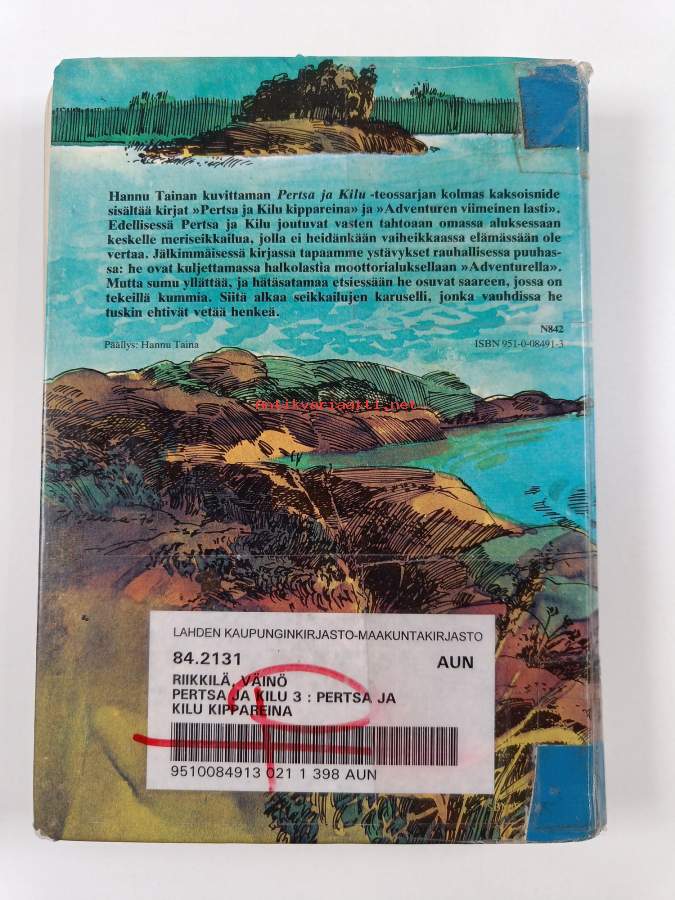 Hannu Tainan kuvittaman Pertsa ja Kilu -teossarjan kolmas kaksoisnide
sisältää kirjat »Pertsa ja Kilu kippareina» ja »Adventuren viimeinen lasti».
Edellisessä Pertsa ja Kilu joutuvat vasten tahtoaan omassa aluksessaan
keskelle meriseikkailua, jolla ei heidänkään vaiheikkaassa elämässään ole
vertaa. Jälkimmäisessä kirjassa tapaamme ystävykset rauhallisessa puuhas-
sa: he ovat kuljettamassa halkolastia moottorialuksellaan »Adventurella».
Mutta sumu yllättää, ja hätäsatamaa etsiessään he osuvat saareen, jossa on
tekeillä kummia. Siitä alkaa seikkailujen karuselli, jonka vauhdissa he
tuskin ehtivät vetää henkeä.
N842
Päällys: Hannu Taina ISBN 951-0-08491-3
antikvariaatti.net
LAHDEN KAUPUNGINKIRJASTO-MAAKUNTAKIRJASTO
84.2131 AUN
RIIKKILÄ, VÄINÖ
PERTSA JA KILU 3 : PERTSA JA
KILU KIPPAREINA
9510084913 021 1 398 AUN